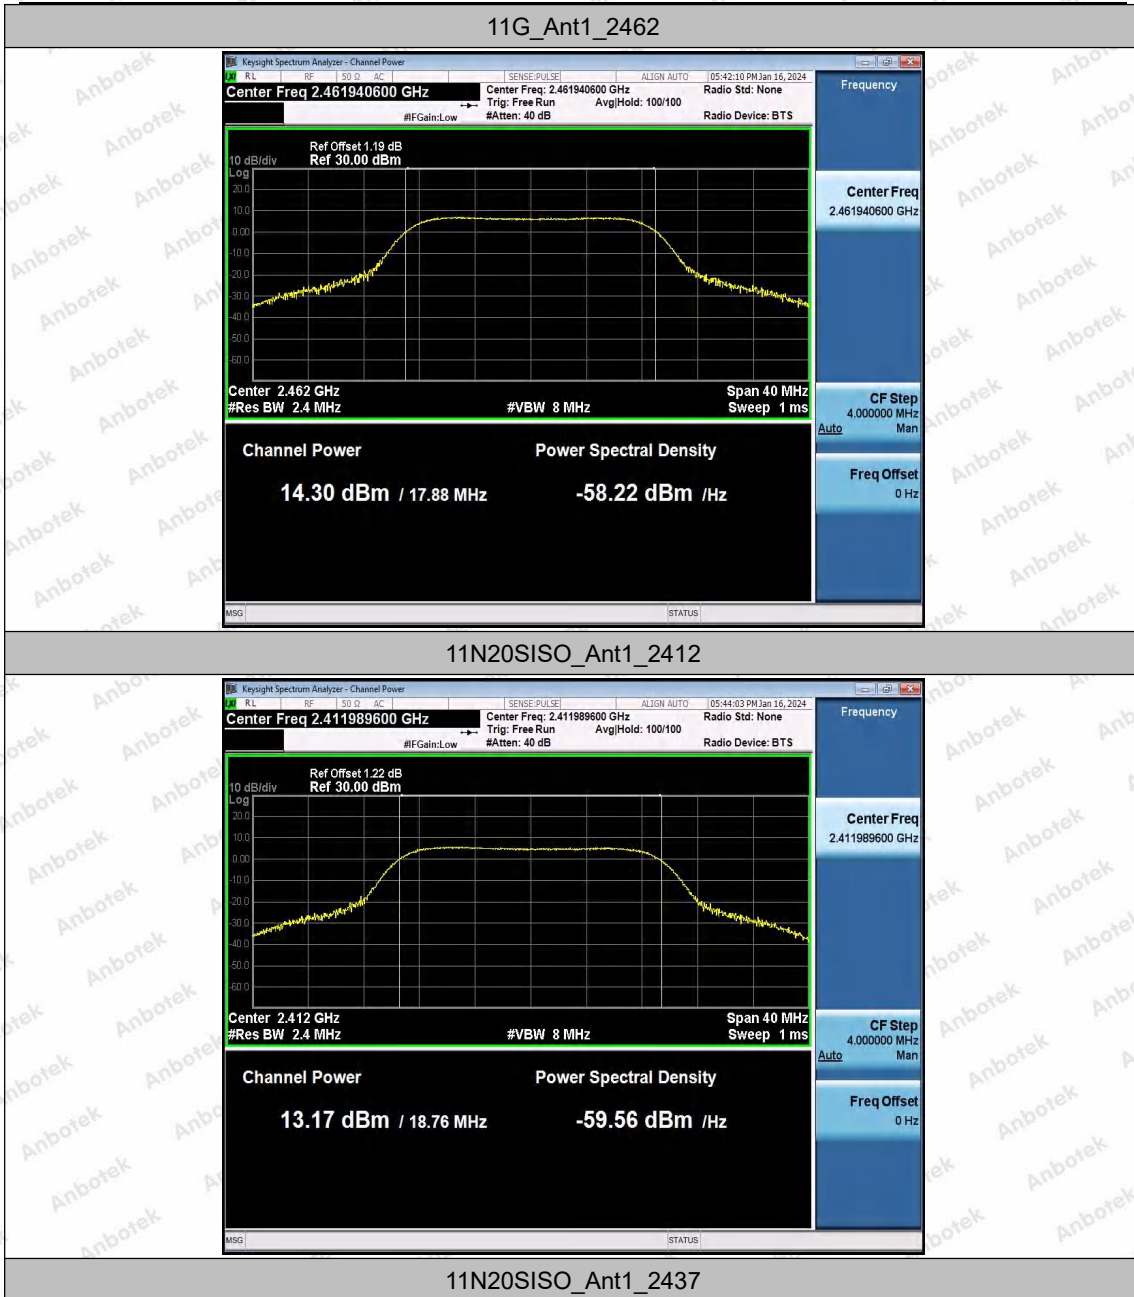 11G_Ant1_2462
Keysight Spectrum Analyzer - Channel Power
LXI RL RF 50 Ω AC SENSE:PULSE ALIGN AUTO 05:42:10 PM Jan 16, 2024
Center Freq 2.461940600 GHz
Center Freq: 2.461940600 GHz Radio Std: None
Trig: Free Run Avg|Hold: 100/100
#IFGain:Low #Atten: 40 dB Radio Device: BTS
Ref Offset 1.19 dB
10 dB/div Ref 30.00 dBm
Log
20.0
10.0
0.00
-10.0
-20.0
-30.0
-40.0
-50.0
-60.0
Center 2.462 GHz Span 40 MHz
#Res BW 2.4 MHz #VBW 8 MHz Sweep 1 ms
Channel Power Power Spectral Density
14.30 dBm / 17.88 MHz -58.22 dBm /Hz
MSG STATUS
Frequency
Center Freq
2.461940600 GHz
CF Step
4.000000 MHz
Auto Man
Freq Offset
0 Hz
11N20SISO_Ant1_2412
Keysight Spectrum Analyzer - Channel Power
LXI RL RF 50 Ω AC SENSE:PULSE ALIGN AUTO 05:44:03 PM Jan 16, 2024
Center Freq 2.411989600 GHz
Center Freq: 2.411989600 GHz Radio Std: None
Trig: Free Run Avg|Hold: 100/100
#IFGain:Low #Atten: 40 dB Radio Device: BTS
Ref Offset 1.22 dB
10 dB/div Ref 30.00 dBm
Log
20.0
10.0
0.00
-10.0
-20.0
-30.0
-40.0
-50.0
-60.0
Center 2.412 GHz Span 40 MHz
#Res BW 2.4 MHz #VBW 8 MHz Sweep 1 ms
Channel Power Power Spectral Density
13.17 dBm / 18.76 MHz -59.56 dBm /Hz
MSG STATUS
Frequency
Center Freq
2.411989600 GHz
CF Step
4.000000 MHz
Auto Man
Freq Offset
0 Hz
11N20SISO_Ant1_2437
Anbotek